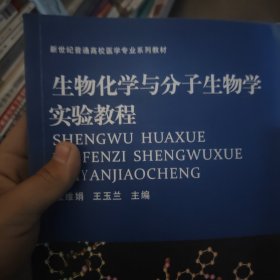 新世纪普通高校医学专业系列教材
生物化学与分子生物学
实验教程
SHENGWU HUAXUE
FENZI SHENGWUXUE
YANJIAOCHENG
维娟 王玉兰 主编